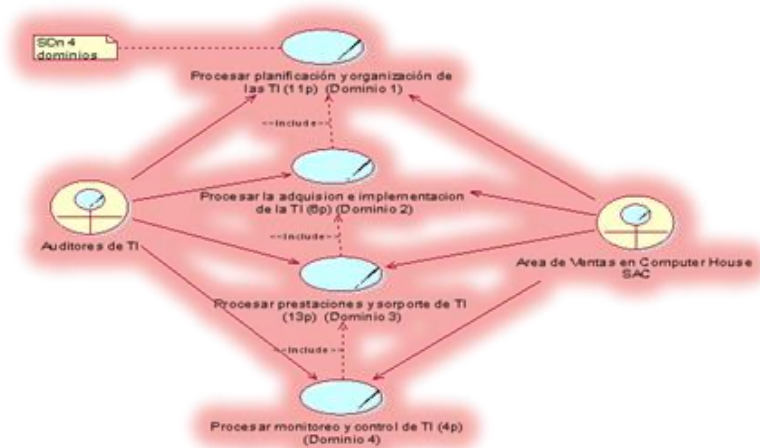 SOn 4
dominios
Procesar planificación y organización de
las TI (11p) (Dominio 1)
--Include--
Procesar la adquision e implementacion
de la TI (6p) (Dominio 2)
Auditores de TI
--Include--
Area de Ventas en Computer House
SAC
Procesar prestaciones y sorporte de TI
(13p) (Dominio 3)
--Include--
Procesar monitoreo y control de TI (4p)
(Dominio 4)